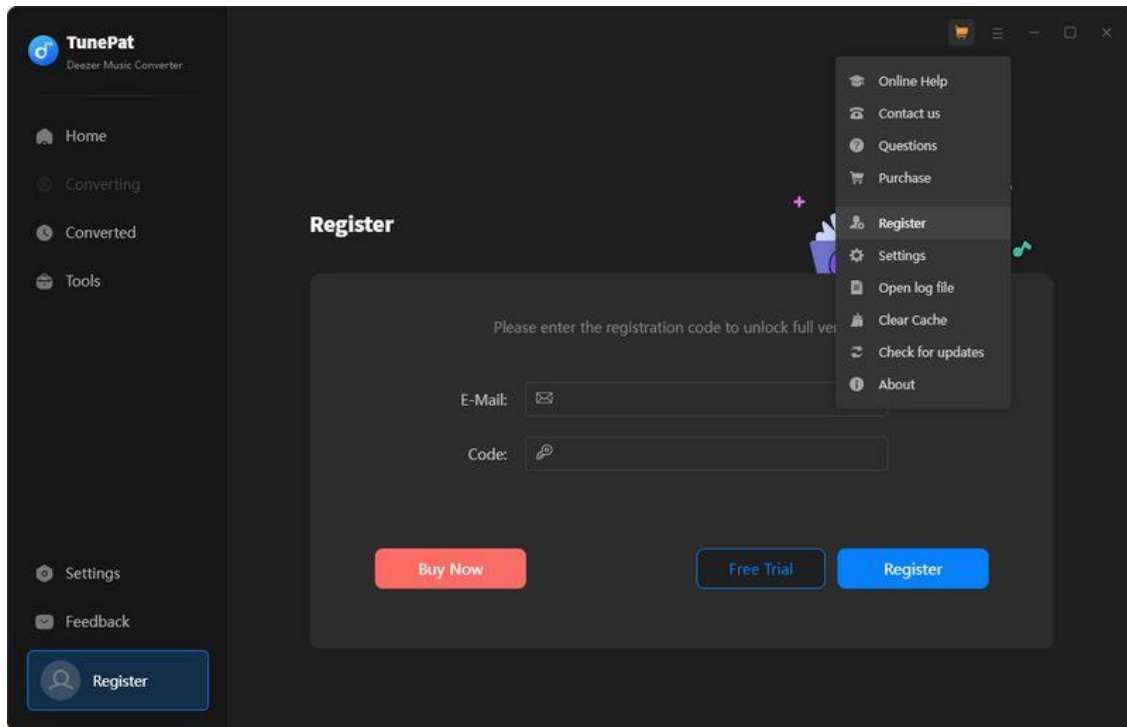 TunePat
Deezer Music Converter
Home
Converting
Converted
Tools
Settings
Feedback
Register
Online Help
Contact us
Questions
Purchase
Register
Settings
Open log file
Clear Cache
Check for updates
About
Register
Please enter the registration code to unlock full ver
E-Mail:
Code:
Buy Now
Free Trial
Register